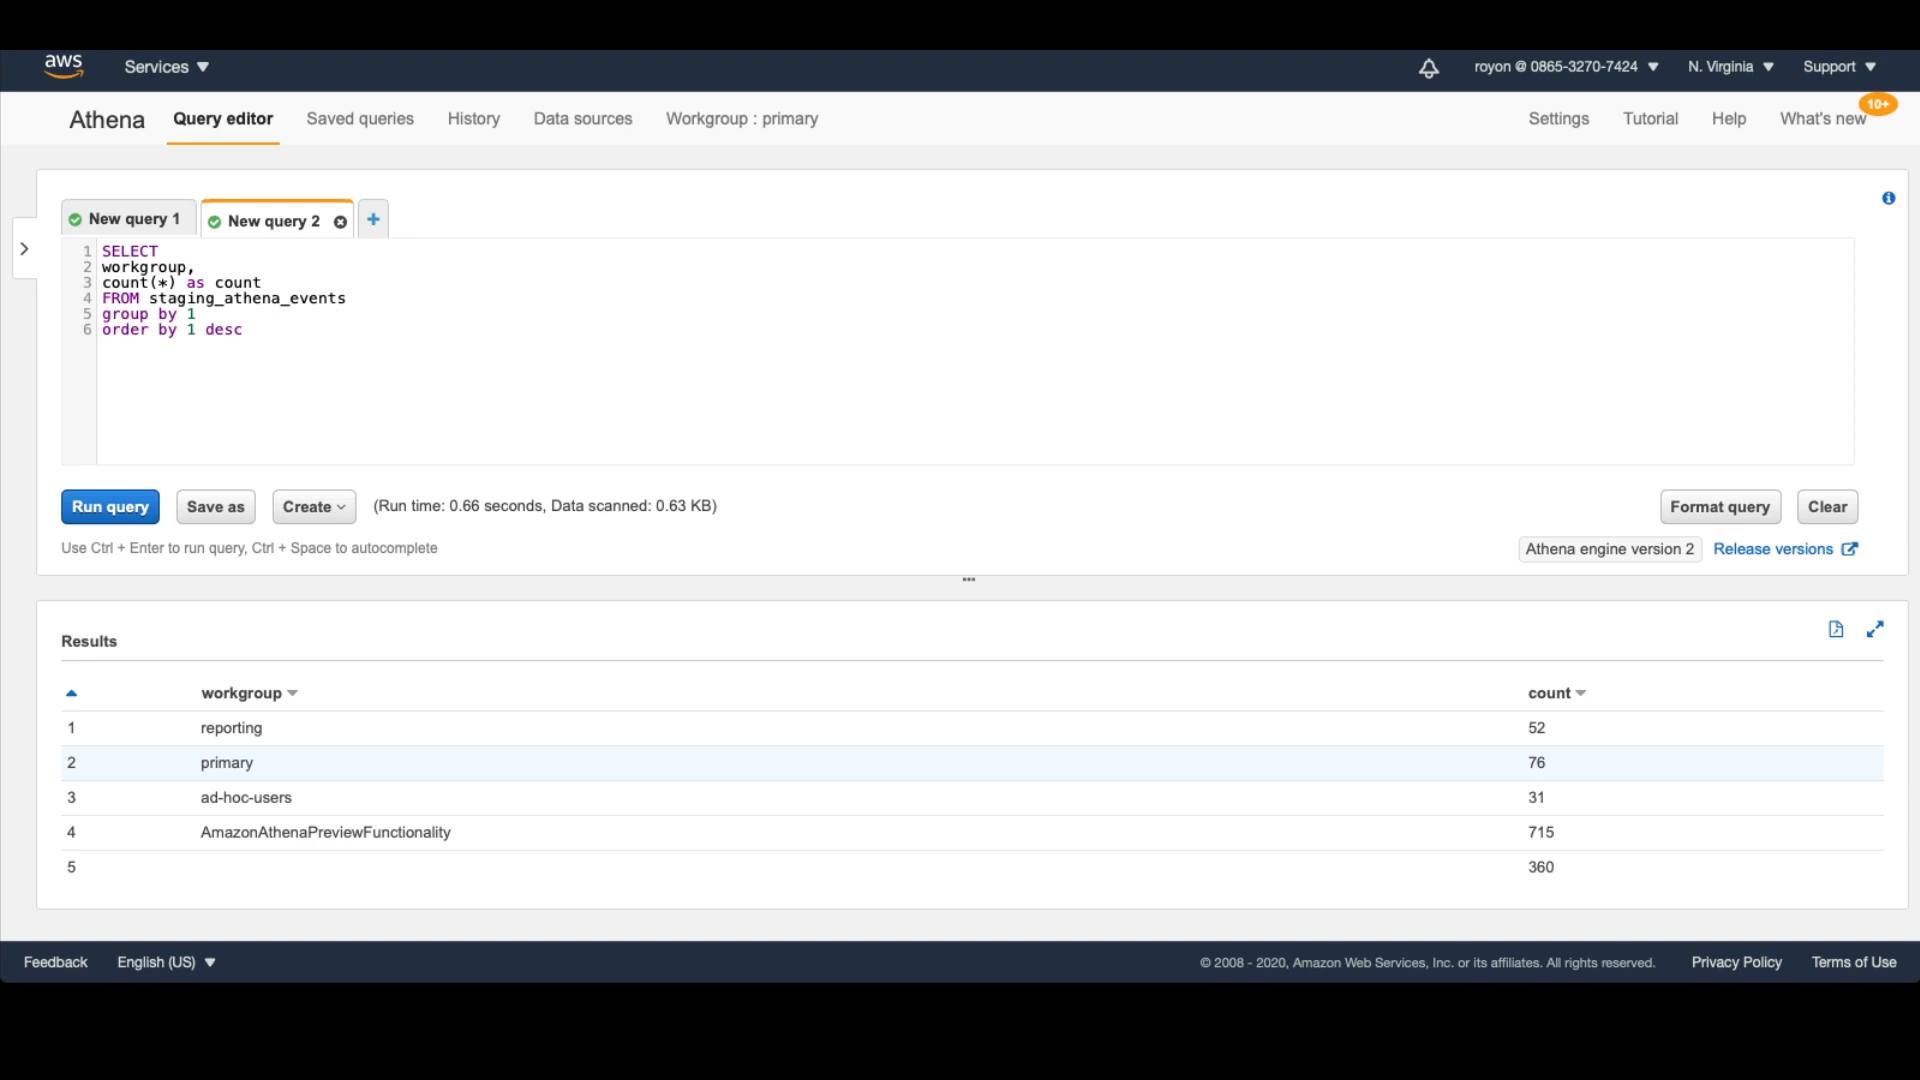 aws Services royon @ 0865-3270-7424 N. Virginia Support
10+
Athena Query editor Saved queries History Data sources Workgroup : primary Settings Tutorial Help What's new
New query 1 New query 2
1 SELECT
2 workgroup,
3 count(*) as count
4 FROM staging_athena_events
5 group by 1
6 order by 1 desc
Run query Save as Create (Run time: 0.66 seconds, Data scanned: 0.63 KB) Format query Clear
Use Ctrl + Enter to run query, Ctrl + Space to autocomplete Athena engine version 2 Release versions
Results
workgroup count
1 reporting 52
2 primary 76
3 ad-hoc-users 31
4 AmazonAthenaPreviewFunctionality 715
5 360
Feedback English (US) © 2008 - 2020, Amazon Web Services, Inc. or its affiliates. All rights reserved. Privacy Policy Terms of Use